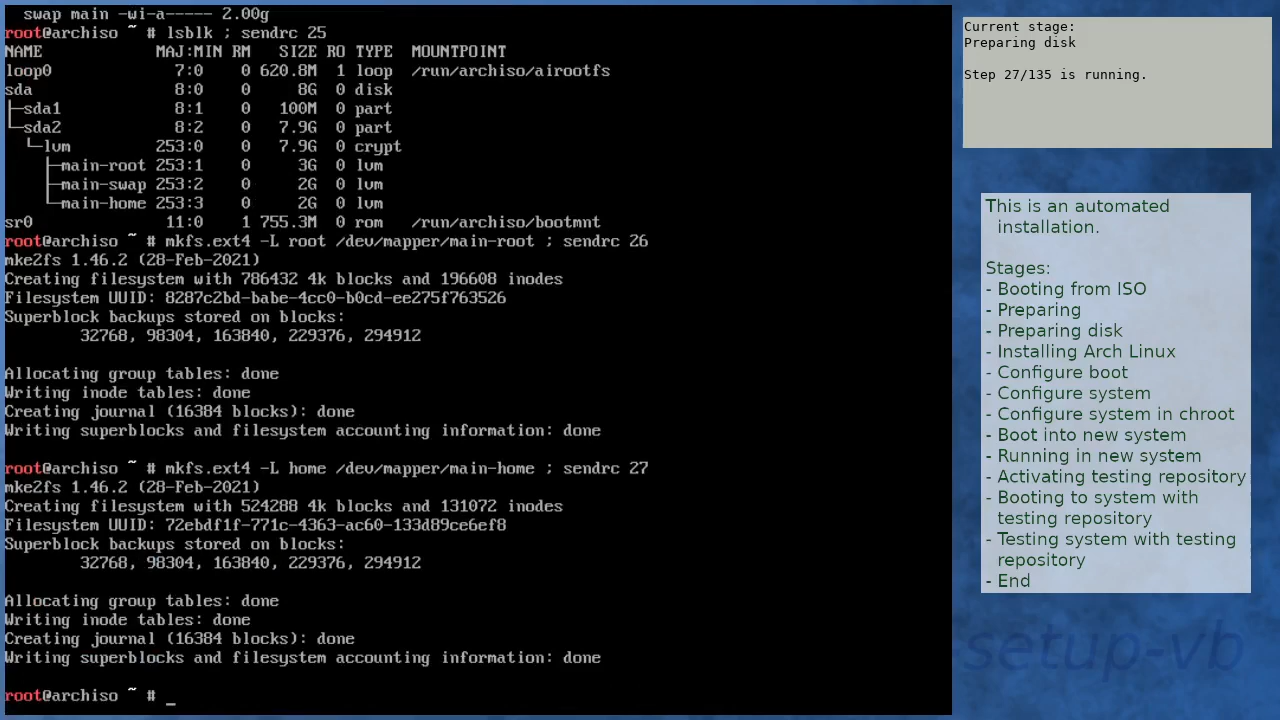 swap main -wi-a----- 2.00g
root@archiso ~ # lsblk ; sendrc 25
NAME MAJ:MIN RM SIZE RO TYPE MOUNTPOINT
loop0 7:0 0 620.8M 1 loop /run/archiso/airootfs
sda 8:0 0 8G 0 disk
├─sda1 8:1 0 100M 0 part
└─sda2 8:2 0 7.9G 0 part
└─lvm 253:0 0 7.9G 0 crypt
├─main-root 253:1 0 3G 0 lvm
├─main-swap 253:2 0 2G 0 lvm
└─main-home 253:3 0 2G 0 lvm
sr0 11:0 1 755.3M 0 rom /run/archiso/bootmnt
root@archiso ~ # mkfs.ext4 -L root /dev/mapper/main-root ; sendrc 26
mke2fs 1.46.2 (28-Feb-2021)
Creating filesystem with 786432 4k blocks and 196608 inodes
Filesystem UUID: 8287c2bd-babe-4cc0-b0cd-ee275f763526
Superblock backups stored on blocks:
32768, 98304, 163840, 229376, 294912
Allocating group tables: done
Writing inode tables: done
Creating journal (16384 blocks): done
Writing superblocks and filesystem accounting information: done
root@archiso ~ # mkfs.ext4 -L home /dev/mapper/main-home ; sendrc 27
mke2fs 1.46.2 (28-Feb-2021)
Creating filesystem with 524288 4k blocks and 131072 inodes
Filesystem UUID: 72ebdf1f-771c-4363-ac60-133d89ce6ef8
Superblock backups stored on blocks:
32768, 98304, 163840, 229376, 294912
Allocating group tables: done
Writing inode tables: done
Creating journal (16384 blocks): done
Writing superblocks and filesystem accounting information: done
root@archiso ~ # _
Current stage:
Preparing disk
Step 27/135 is running.
This is an automated
installation.
Stages:
- Booting from ISO
- Preparing
- Preparing disk
- Installing Arch Linux
- Configure boot
- Configure system
- Configure system in chroot
- Boot into new system
- Running in new system
- Activating testing repository
- Booting to system with
testing repository
- Testing system with testing
repository
- End
-setup-vb